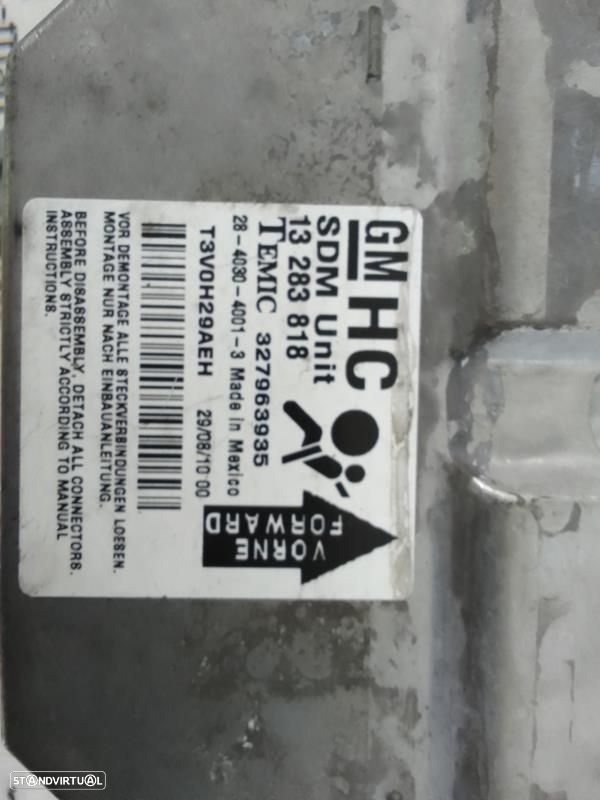 GM HC
SDM Unit
13 283 818
TEMIC 327963935
28-4030-4001-3 Made in Mexico
T3V0H29AEH 29/08/10 00
VORNE
FORWARD
VOR DEMONTAGE ALLE STECKVERBINDUNGEN LOESEN.
MONTAGE NUR NACH EINBAUANLEITUNG.
BEFORE DISASSEMBLY, DETACH ALL CONNECTORS.
ASSEMBLY STRICTLY ACCORDING TO MANUAL
INSTRUCTIONS.
STANDVIRTUAL